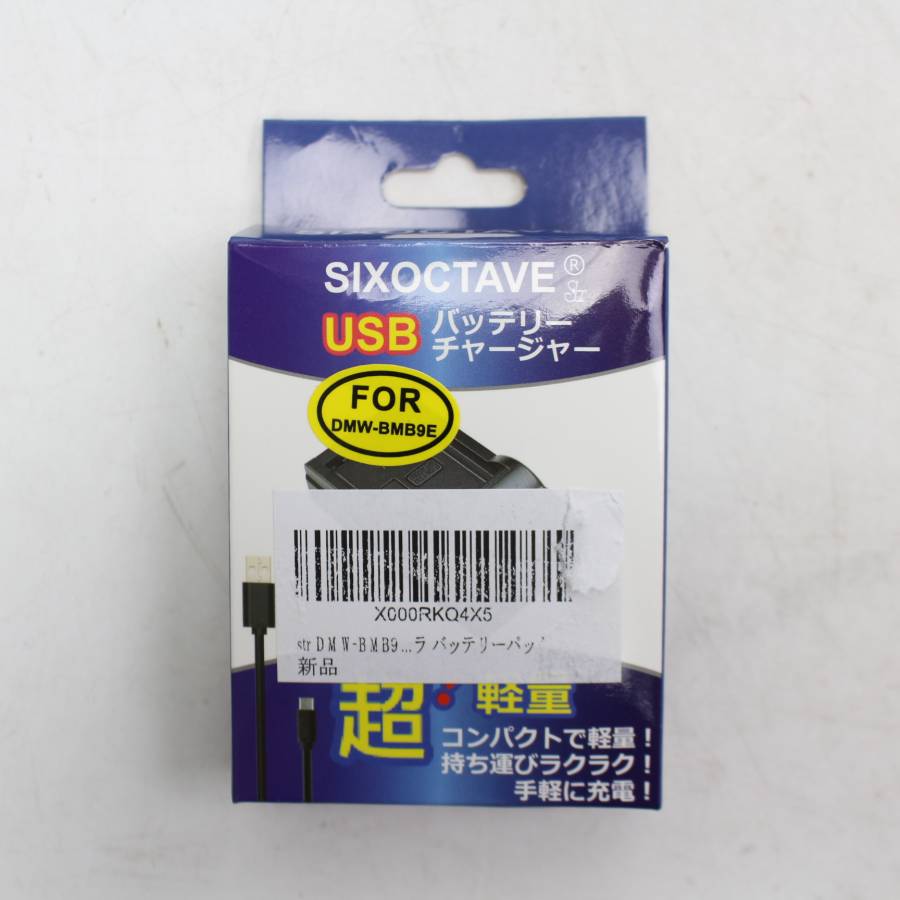 SIXOCTAVE ®
Str
USB バッテリー
チャージャー
FOR
DMW-BMB9E
X000RKQ4X5
str DMW-BMB9...ラ バッテリーパッ
新品
超 軽量
コンパクトで軽量！
持ち運びラクラク！
手軽に充電！